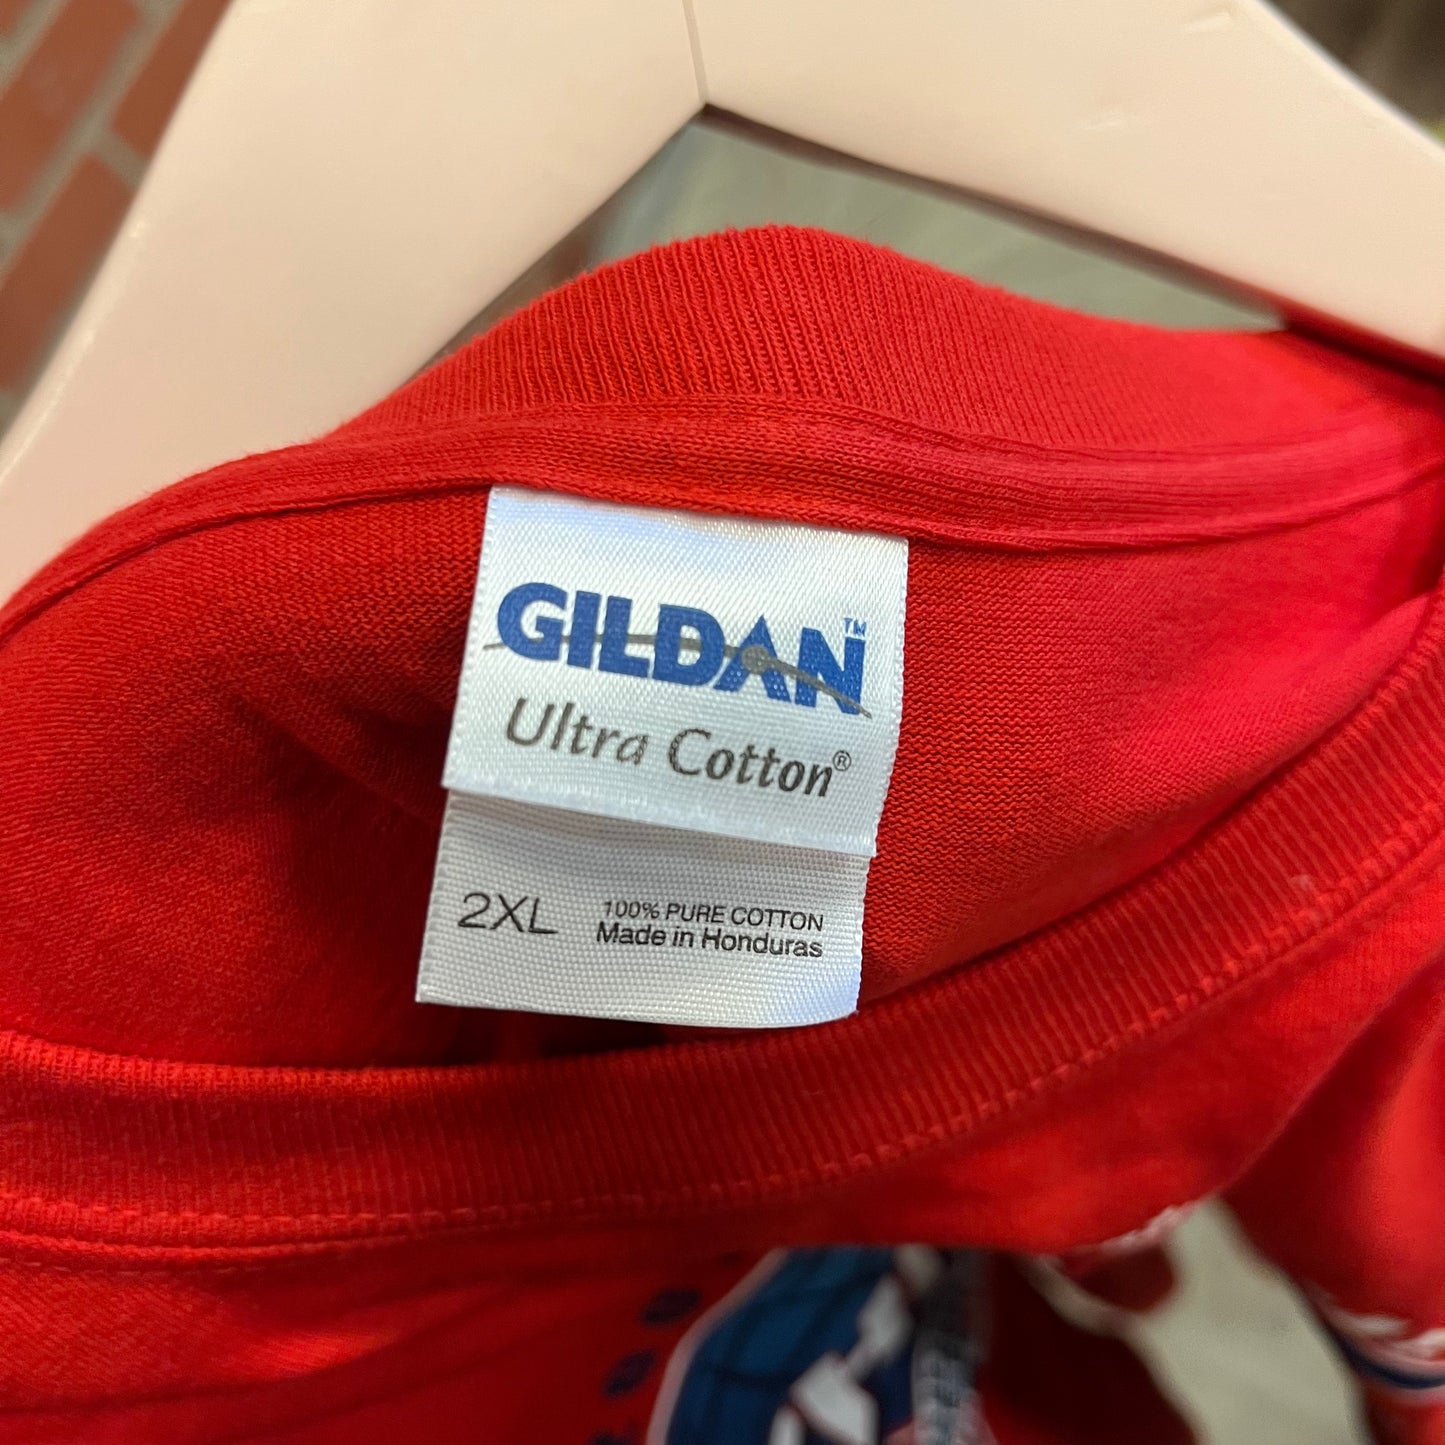 GILDAN™
Ultra Cotton®
2XL
100% PURE COTTON
Made in Honduras